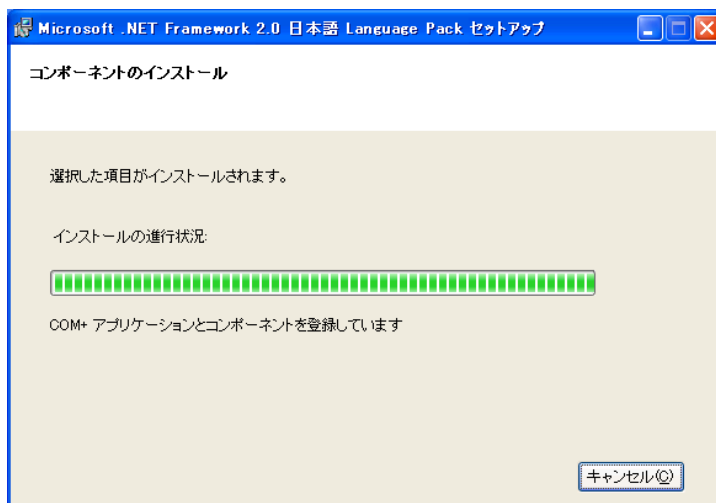 Microsoft .NET Framework 2.0 日本語 Language Pack セットアップ
コンポーネントのインストール
選択した項目がインストールされます。
インストールの進行状況:
COM+ アプリケーションとコンポーネントを登録しています
キャンセル(C)